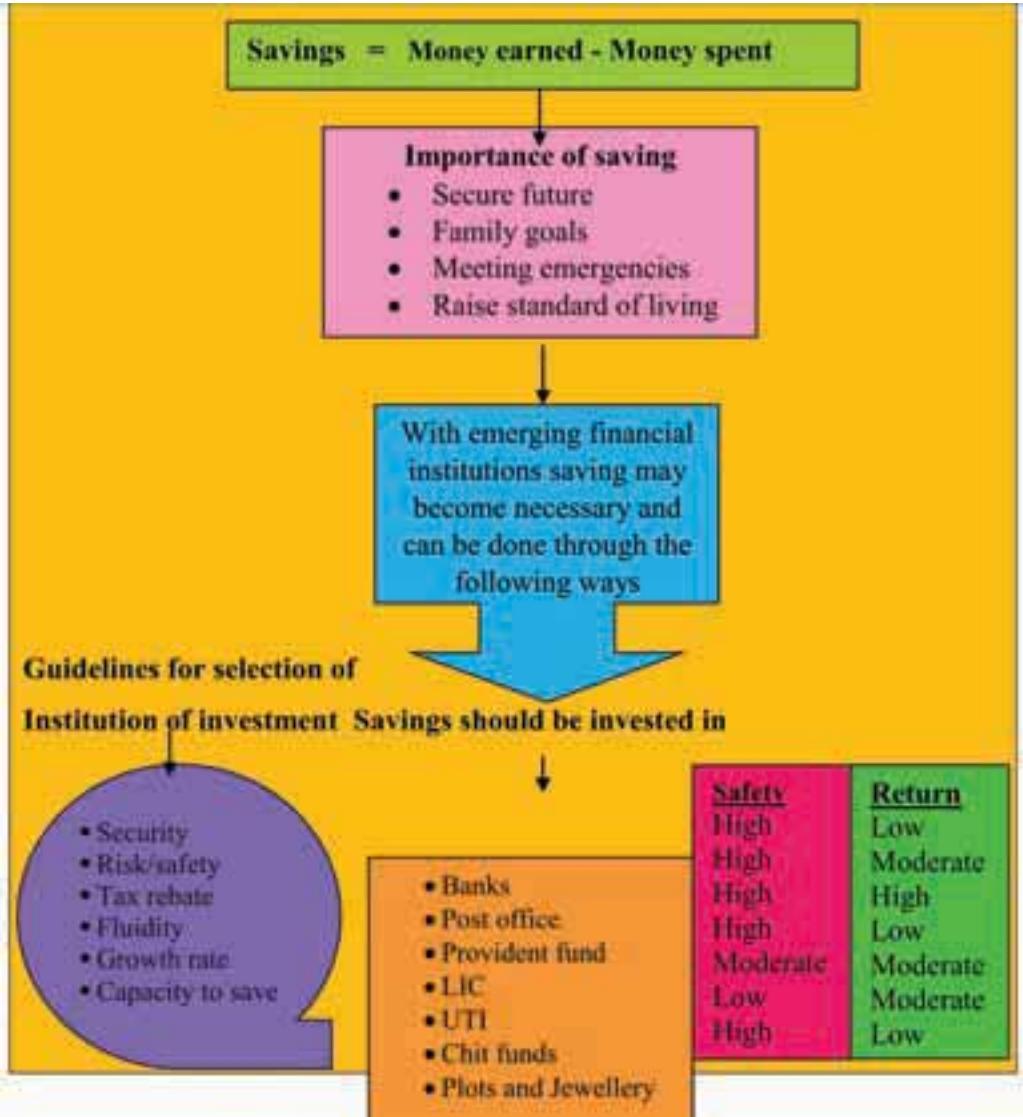 Savings = Money earned - Money spent
Importance of saving
• Secure future
• Family goals
• Meeting emergencies
• Raise standard of living
With emerging financial
institutions saving may
become necessary and
can be done through the
following ways
Guidelines for selection of
Institution of investment Savings should be invested in
• Security
• Risk/safety
• Tax rebate
• Fluidity
• Growth rate
• Capacity to save
• Banks
• Post office
• Provident fund
• LIC
• UTI
• Chit funds
• Plots and Jewellery
Safety
High
High
High
High
Moderate
Low
High
Return
Low
Moderate
High
Low
Moderate
Moderate
Low